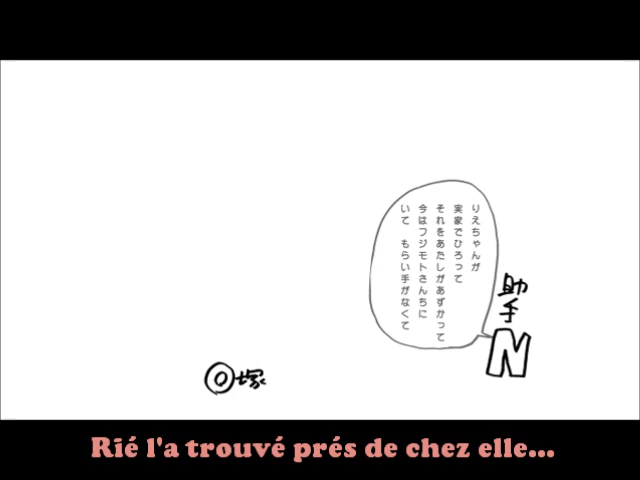 りえちゃんが
実家でひろって
それをあたしがあずかって
今はフジモトさんちに
いて　もらい手がなくて
助手
N
◎塚
Rié l'a trouvé prés de chez elle...